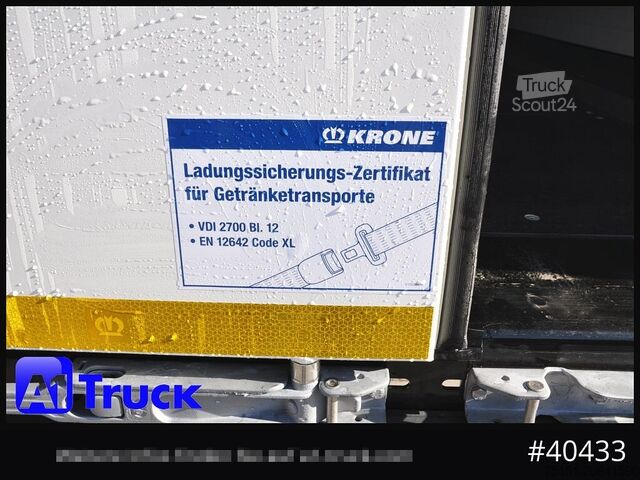 Truck
Scout24
KRONE
Ladungssicherungs-Zertifikat
für Getränketransporte
• VDI 2700 Bl. 12
• EN 12642 Code XL
A1 Truck
#40433